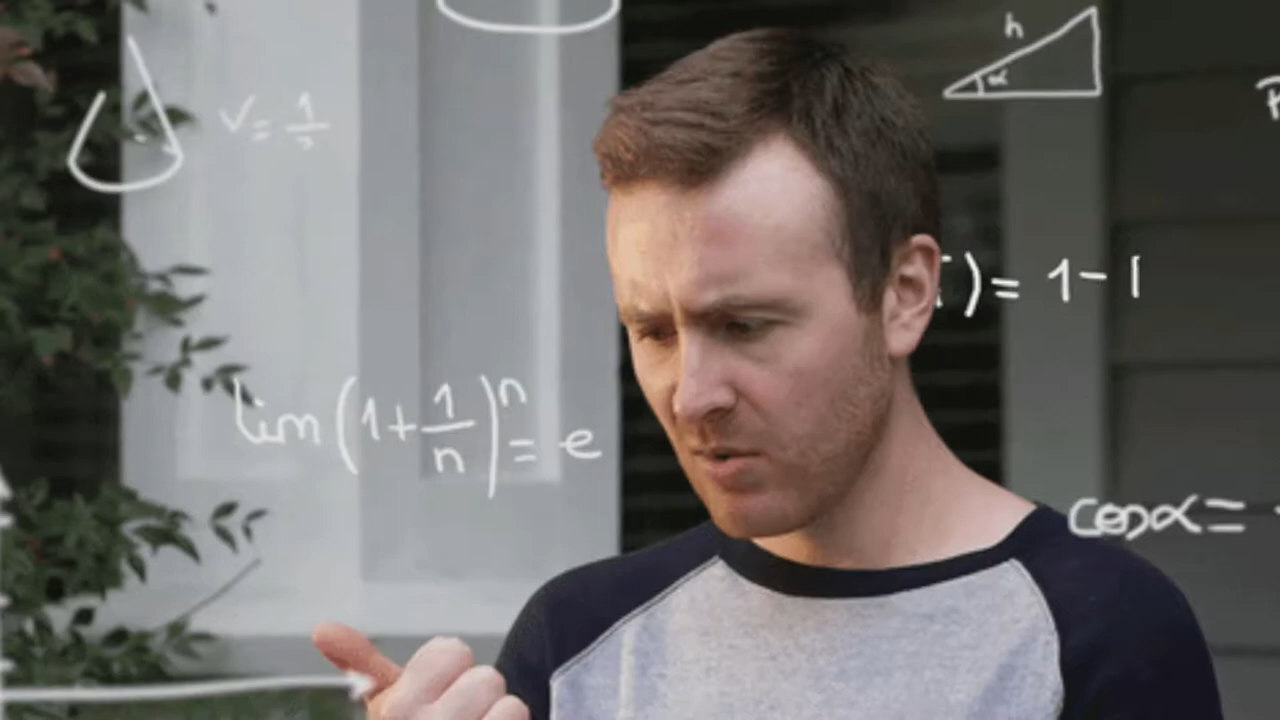 h
α
V = 1
) = 1 - 1
lim (1 + 1/n)^n = e
cos α =